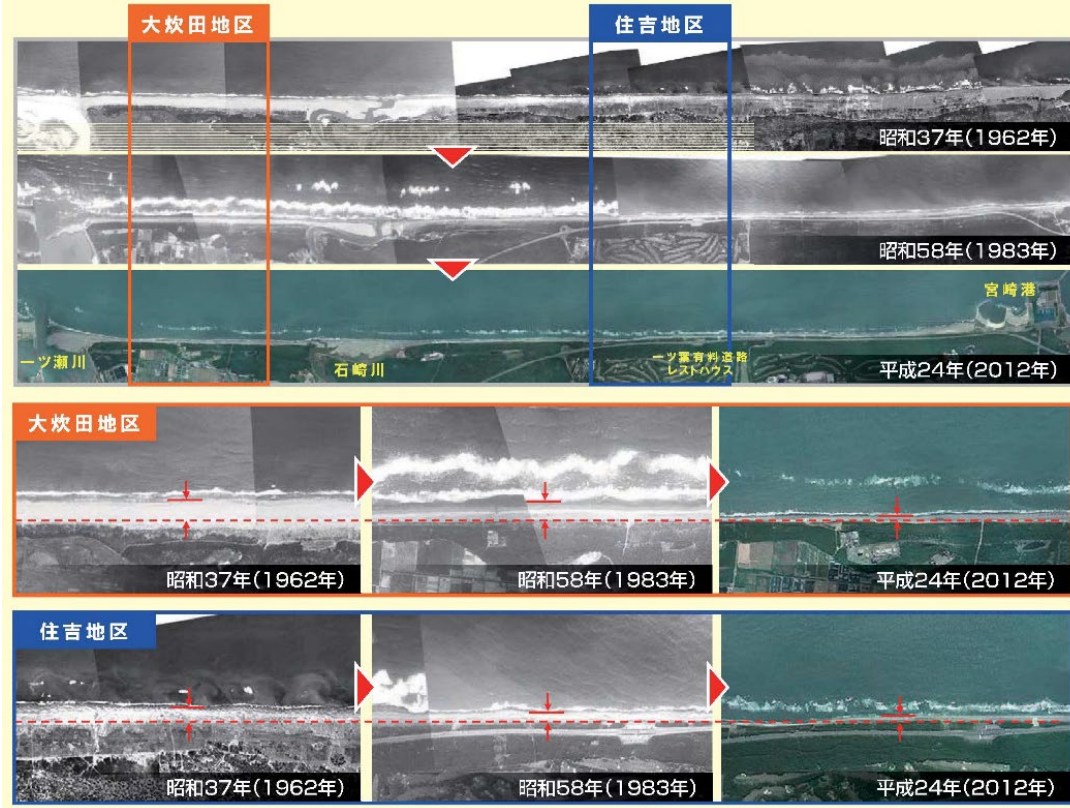 大炊田地区
住吉地区
昭和37年(1962年)
昭和58年(1983年)
宮崎港
一ツ瀬川
石崎川
一ツ葉有料道路
レストハウス
平成24年(2012年)
大炊田地区
昭和37年(1962年)
昭和58年(1983年)
平成24年(2012年)
住吉地区
昭和37年(1962年)
昭和58年(1983年)
平成24年(2012年)